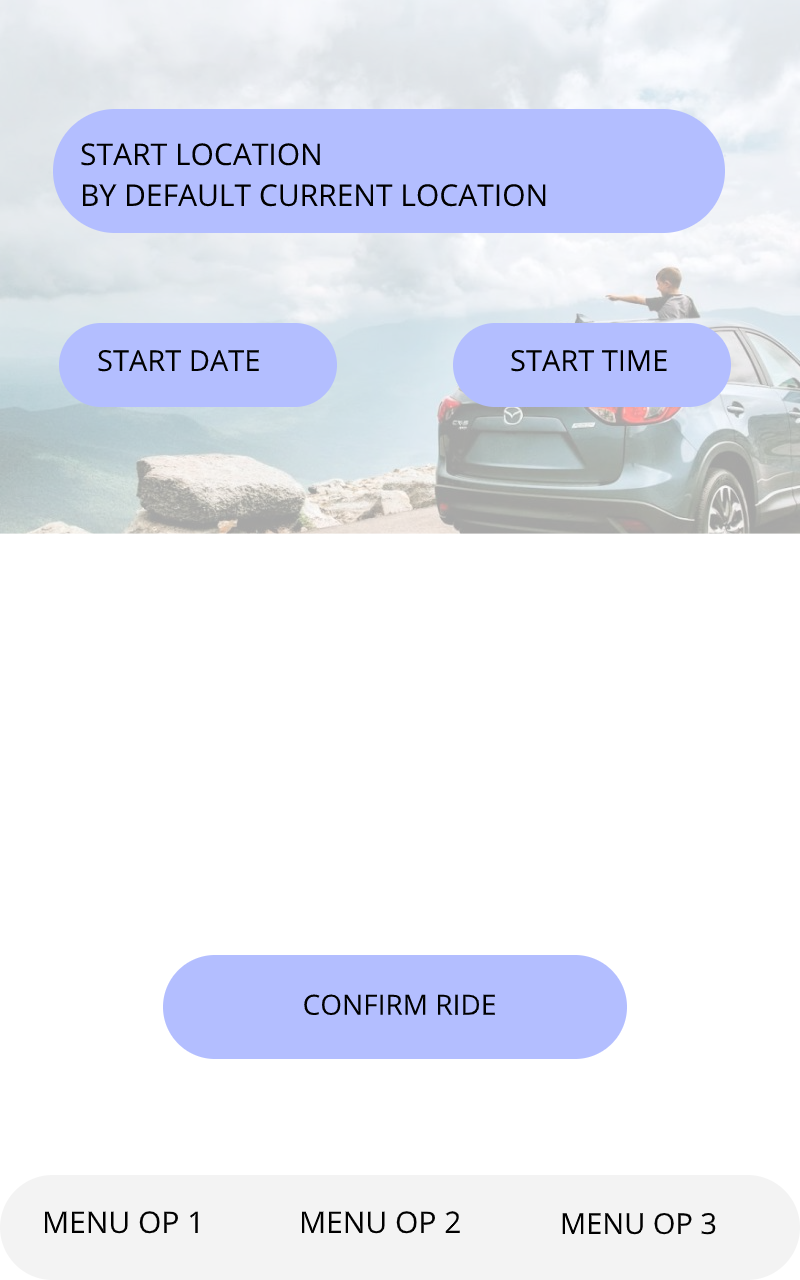 START LOCATION
BY DEFAULT CURRENT LOCATION
START DATE
START TIME
CONFIRM RIDE
MENU OP 1
MENU OP 2
MENU OP 3